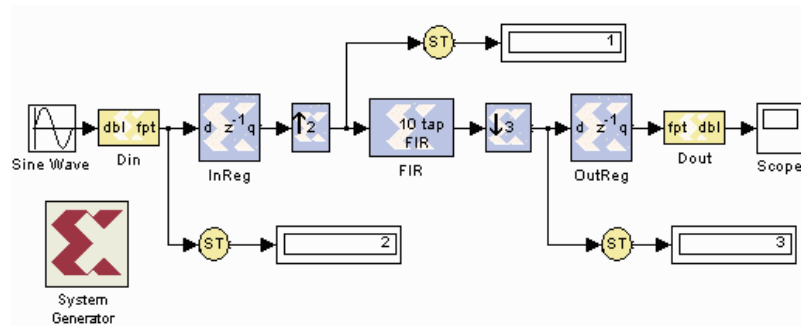 ST
1
dbl fpt
d z⁻¹ q
↑2
10 tap
FIR
↓3
d z⁻¹ q
fpt dbl
Sine Wave
Din
InReg
FIR
OutReg
Dout
Scope
ST
2
ST
3
System
Generator